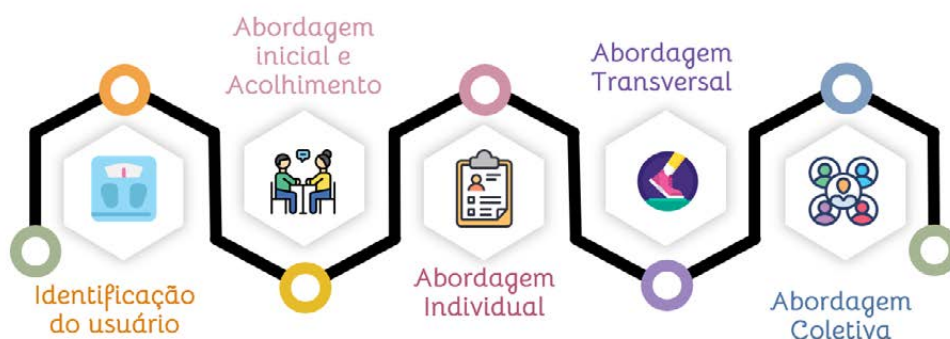 Identificação
do usuário
Abordagem
inicial e
Acolhimento
Abordagem
Individual
Abordagem
Transversal
Abordagem
Coletiva